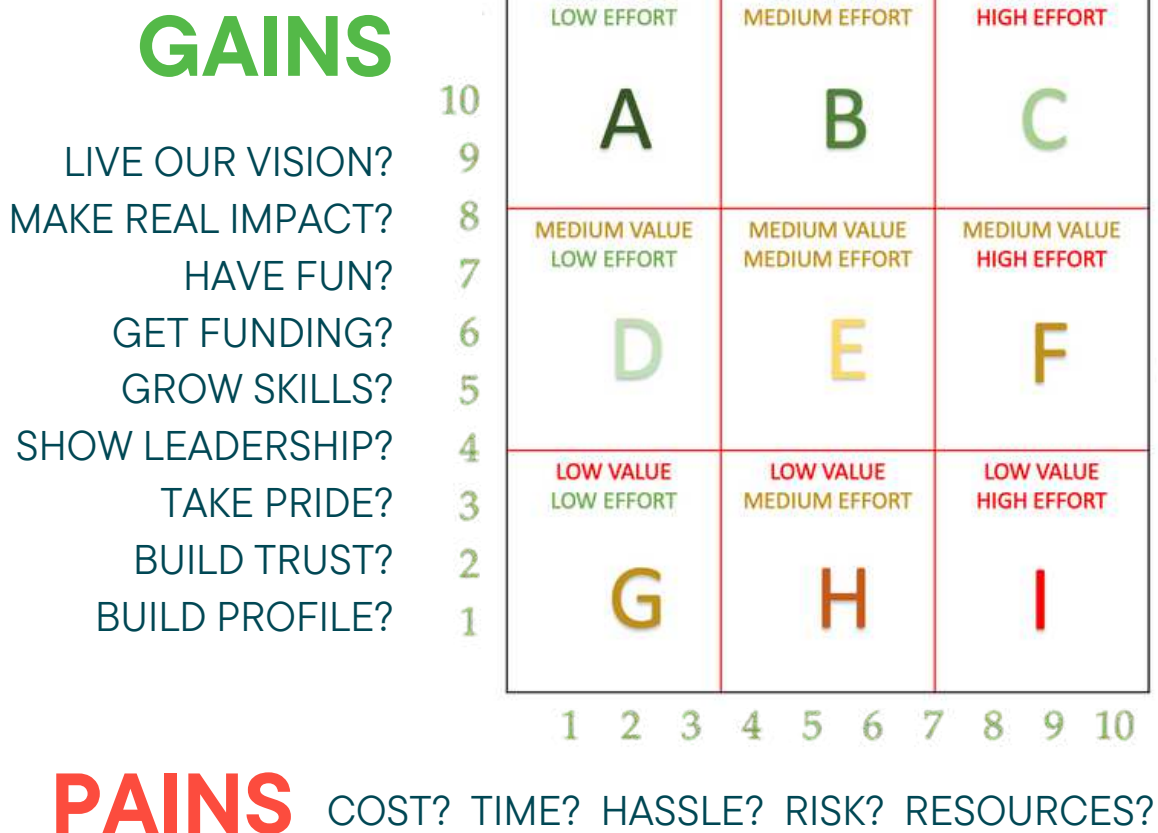 GAINS
LIVE OUR VISION?
MAKE REAL IMPACT?
HAVE FUN?
GET FUNDING?
GROW SKILLS?
SHOW LEADERSHIP?
TAKE PRIDE?
BUILD TRUST?
BUILD PROFILE?
10
9
8
7
6
5
4
3
2
1
LOW EFFORT MEDIUM EFFORT HIGH EFFORT
A B C
MEDIUM VALUE MEDIUM VALUE MEDIUM VALUE
LOW EFFORT MEDIUM EFFORT HIGH EFFORT
D E F
LOW VALUE LOW VALUE LOW VALUE
LOW EFFORT MEDIUM EFFORT HIGH EFFORT
G H I
1 2 3 4 5 6 7 8 9 10
PAINS COST? TIME? HASSLE? RISK? RESOURCES?